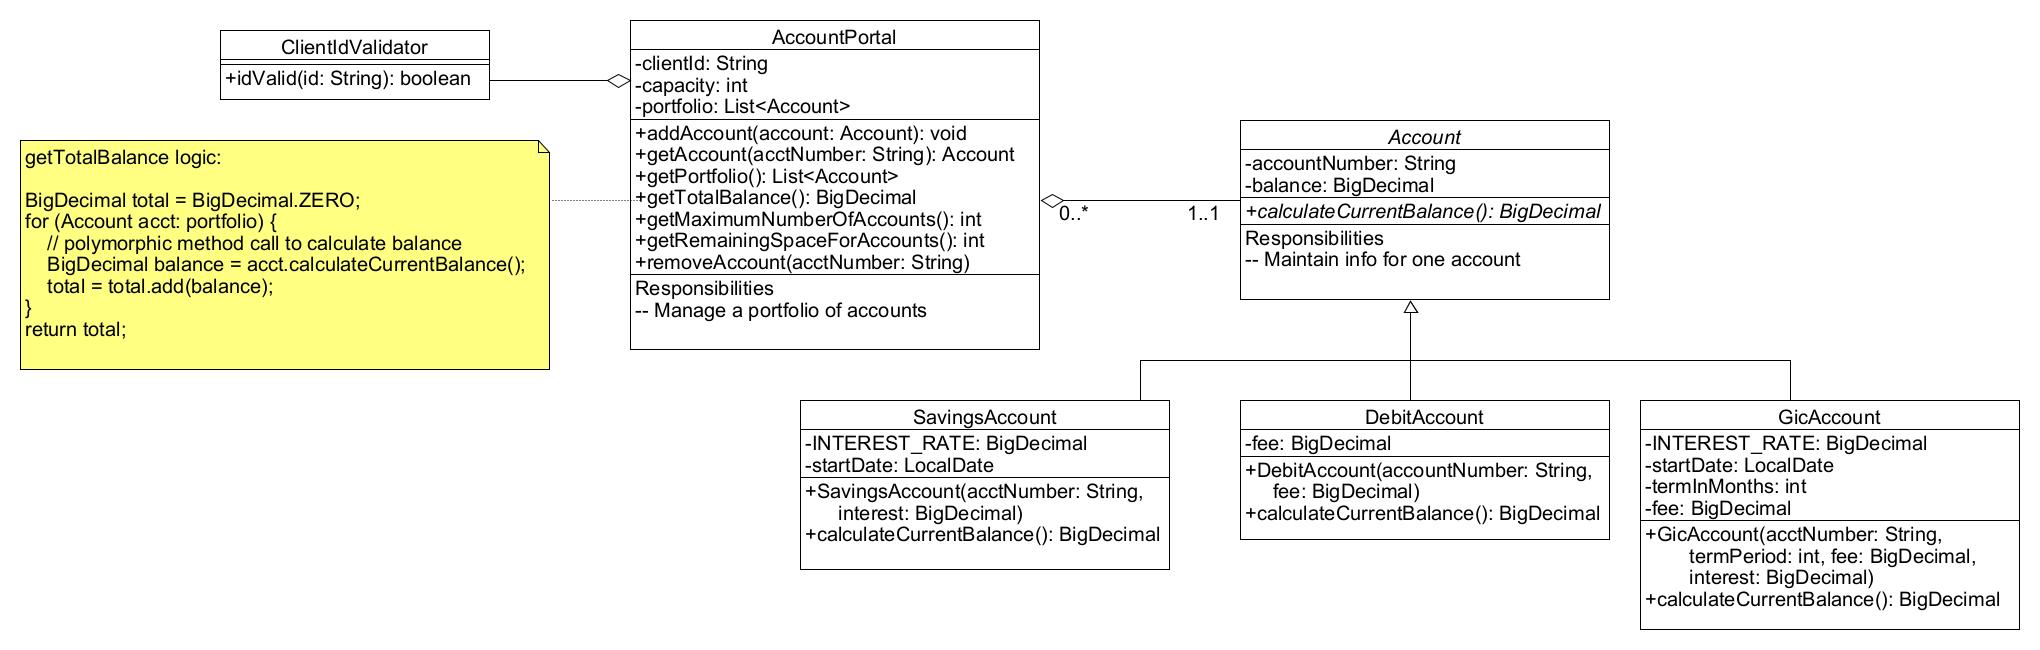 ClientIdValidator
+idValid(id: String): boolean
getTotalBalance logic:
BigDecimal total = BigDecimal.ZERO;
for (Account acct: portfolio) {
// polymorphic method call to calculate balance
BigDecimal balance = acct.calculateCurrentBalance();
total = total.add(balance);
}
return total;
AccountPortal
-clientId: String
-capacity: int
-portfolio: List<Account>
+addAccount(account: Account): void
+getAccount(acctNumber: String): Account
+getPortfolio(): List<Account>
+getTotalBalance(): BigDecimal
+getMaximumNumberOfAccounts(): int
+getRemainingSpaceForAccounts(): int
+removeAccount(acctNumber: String)
Responsibilities
-- Manage a portfolio of accounts
0..*
1..1
Account
-accountNumber: String
-balance: BigDecimal
+calculateCurrentBalance(): BigDecimal
Responsibilities
-- Maintain info for one account
SavingsAccount
-INTEREST_RATE: BigDecimal
-startDate: LocalDate
+SavingsAccount(acctNumber: String,
interest: BigDecimal)
+calculateCurrentBalance(): BigDecimal
DebitAccount
-fee: BigDecimal
+DebitAccount(accountNumber: String,
fee: BigDecimal)
+calculateCurrentBalance(): BigDecimal
GicAccount
-INTEREST_RATE: BigDecimal
-startDate: LocalDate
-termInMonths: int
-fee: BigDecimal
+GicAccount(acctNumber: String,
termPeriod: int, fee: BigDecimal,
interest: BigDecimal)
+calculateCurrentBalance(): BigDecimal